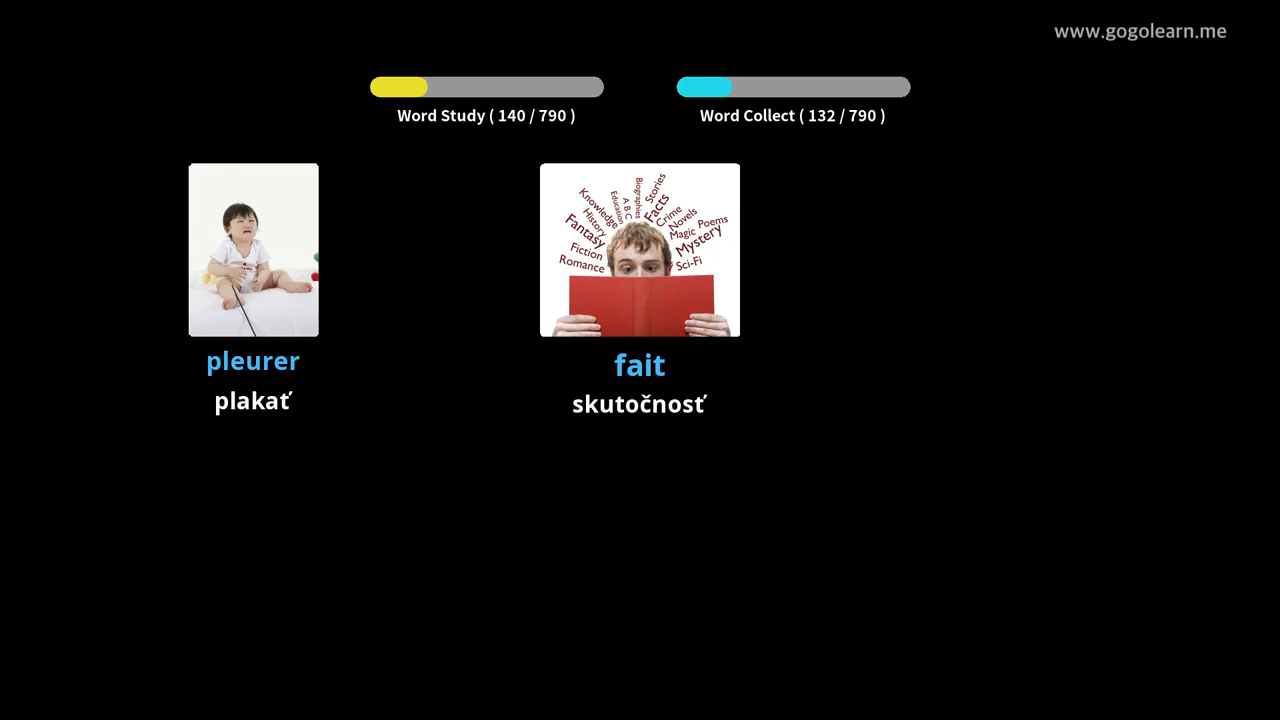 www.gogolearn.me
Word Study ( 140 / 790 )
Word Collect ( 132 / 790 )
Knowledge
Education
A B C
Biographies
Stories
Facts
History
Crime
Novels
Fantasy
Magic
Poems
Fiction
Mystery
Romance
Sci-Fi
pleurer
plakať
fait
skutočnosť